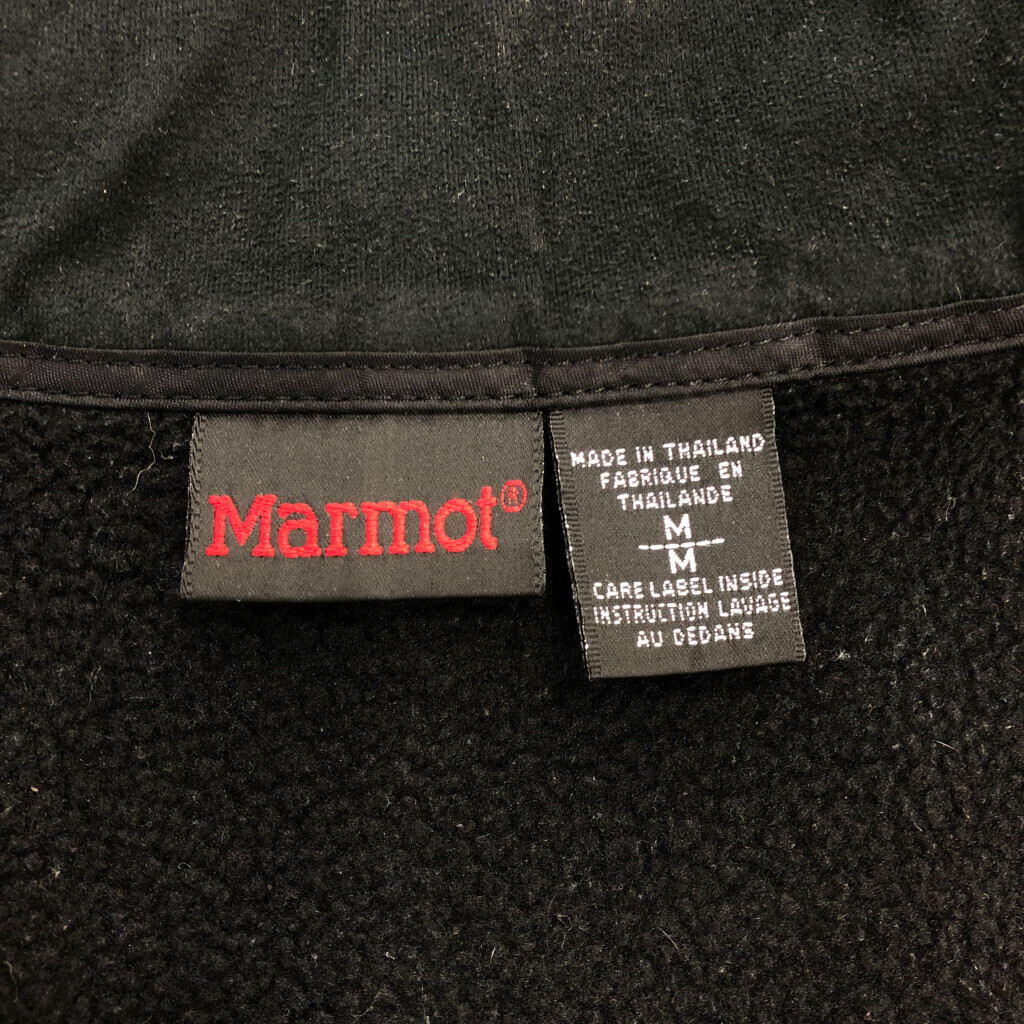 Marmot®
MADE IN THAILAND
FABRIQUE EN
THAILANDE
M
M
CARE LABEL INSIDE
INSTRUCTION LAVAGE
AU DEDANS